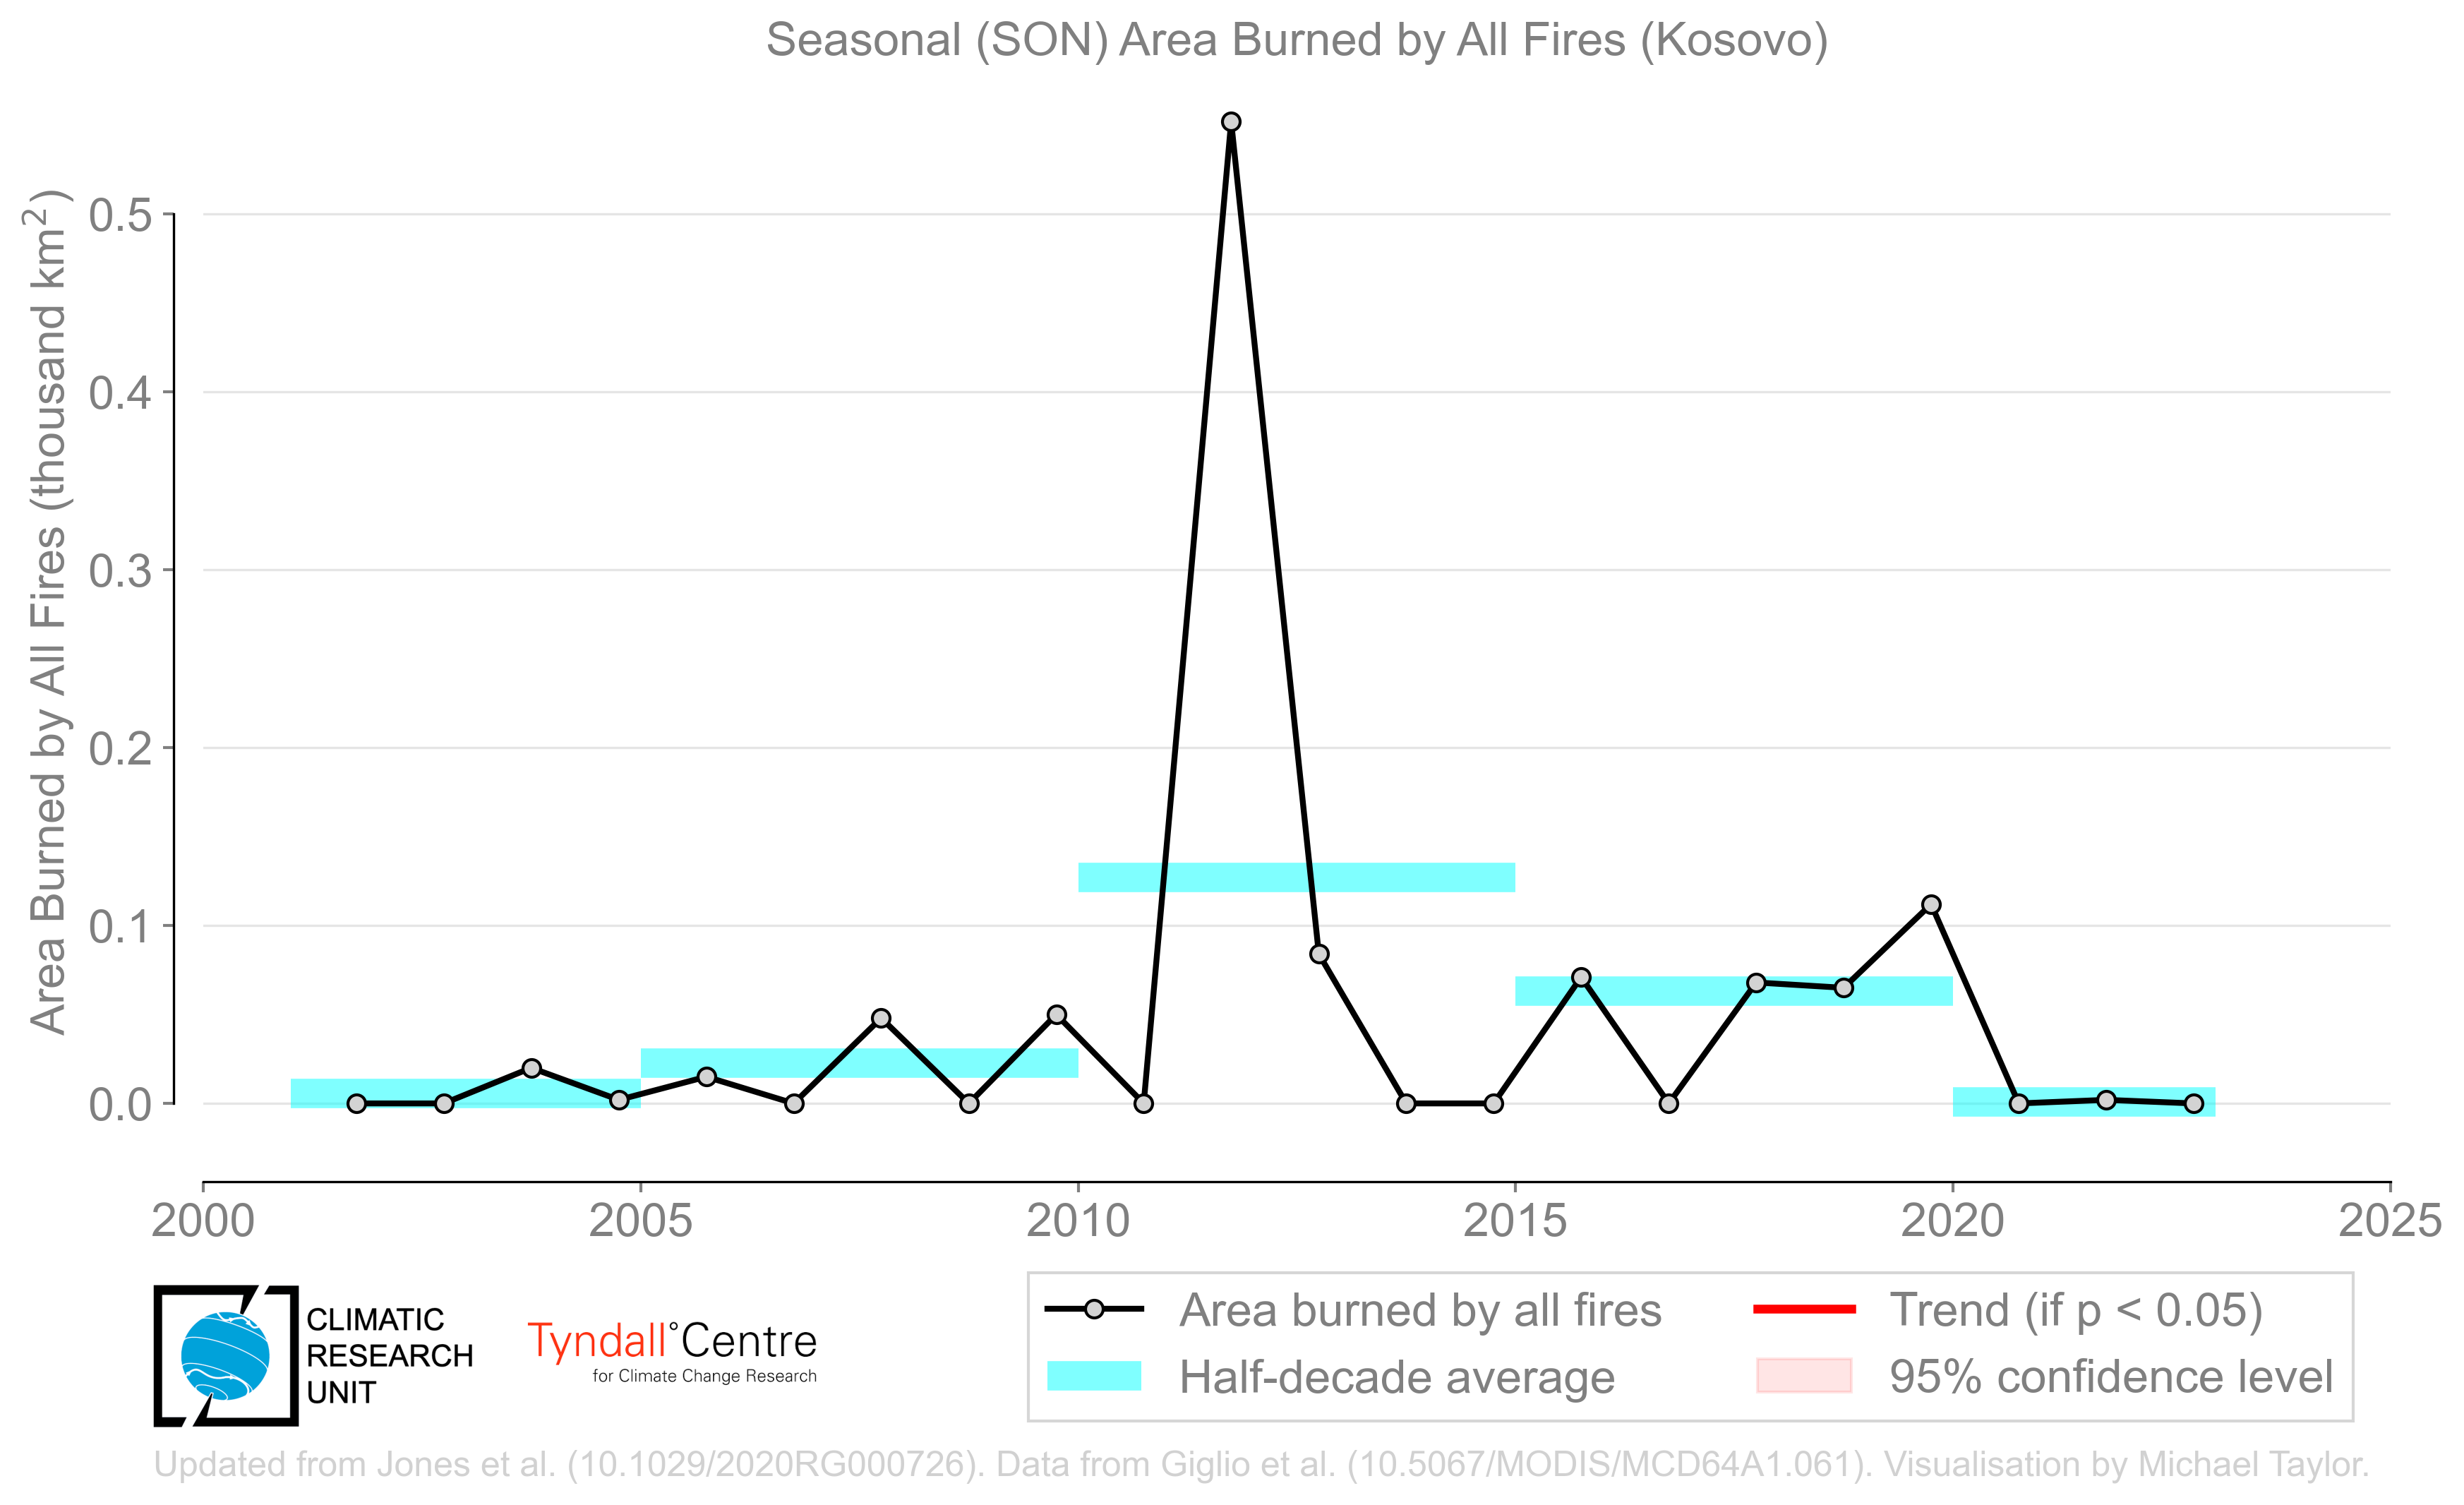 Seasonal (SON) Area Burned by All Fires (Kosovo)
Area Burned by All Fires (thousand km²)
0.5
0.4
0.3
0.2
0.1
0.0
2000 2005 2010 2015 2020 2025
CLIMATIC
RESEARCH
UNIT
Tyndall°Centre
for Climate Change Research
Area burned by all fires
Half-decade average
Trend (if p < 0.05)
95% confidence level
Updated from Jones et al. (10.1029/2020RG000726). Data from Giglio et al. (10.5067/MODIS/MCD64A1.061). Visualisation by Michael Taylor.